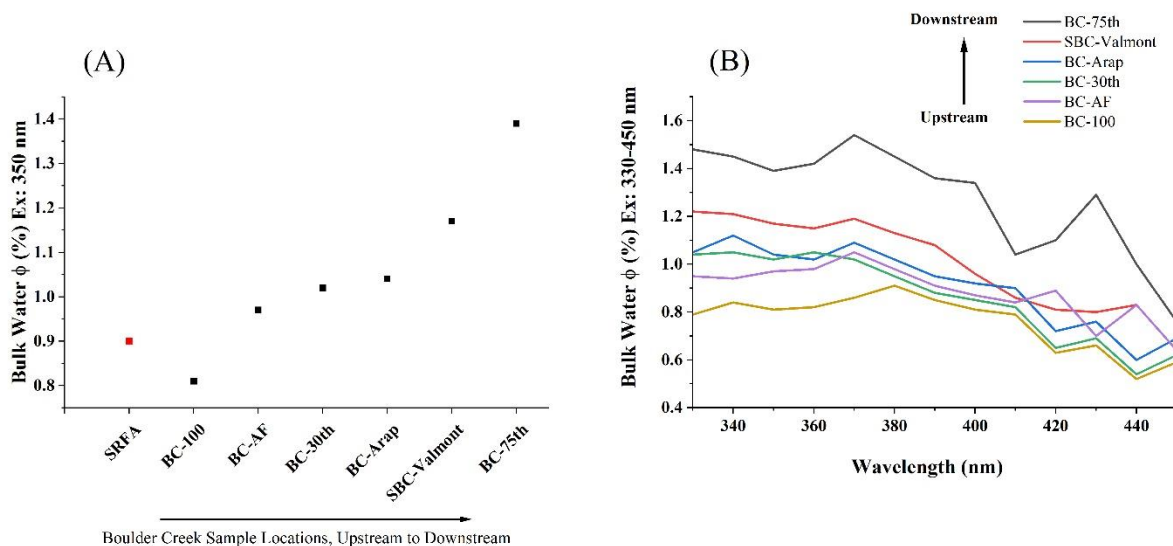 (A)
Bulk Water ϕ (%) Ex: 350 nm
1.4
1.3
1.2
1.1
1.0
0.9
0.8
SRFA
BC-100
BC-AF
BC-30th
BC-Arap
SBC-Valmont
BC-75th
Boulder Creek Sample Locations, Upstream to Downstream
(B)
Downstream
Upstream
BC-75th
SBC-Valmont
BC-Arap
BC-30th
BC-AF
BC-100
Bulk Water ϕ (%) Ex: 330-450 nm
1.6
1.4
1.2
1.0
0.8
0.6
0.4
340 360 380 400 420 440
Wavelength (nm)